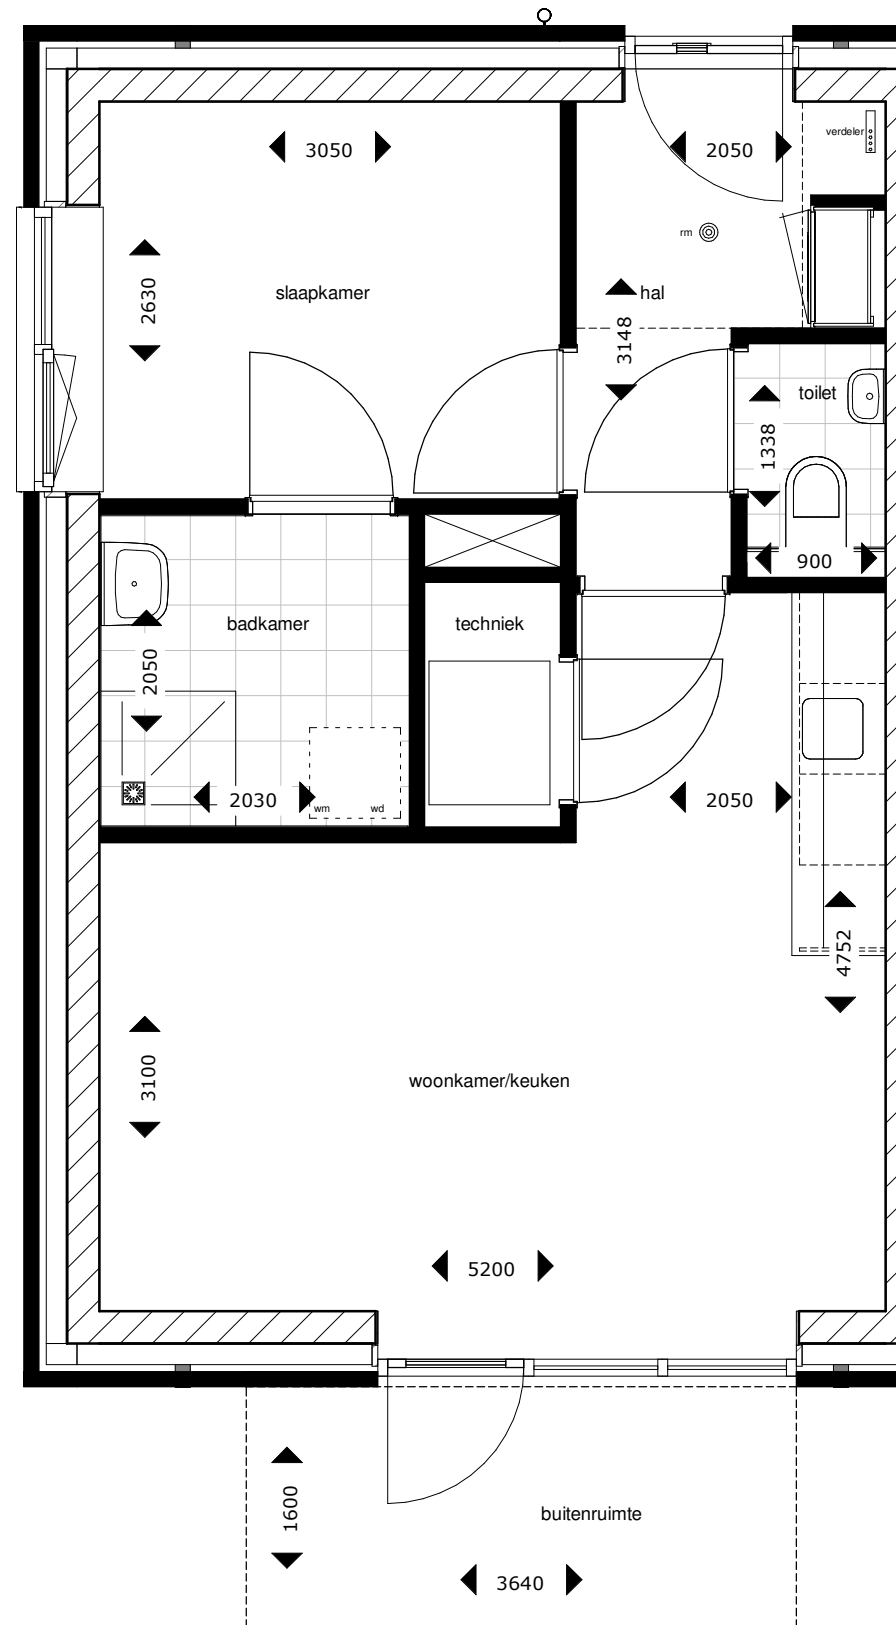 verdeler
3050
2050
rm
2630
slaapkamer
hal
3148
toilet
1338
900
badkamer
techniek
2050
2030
wm
wd
2050
4752
3100
woonkamer/keuken
5200
1600
buitenruimte
3640